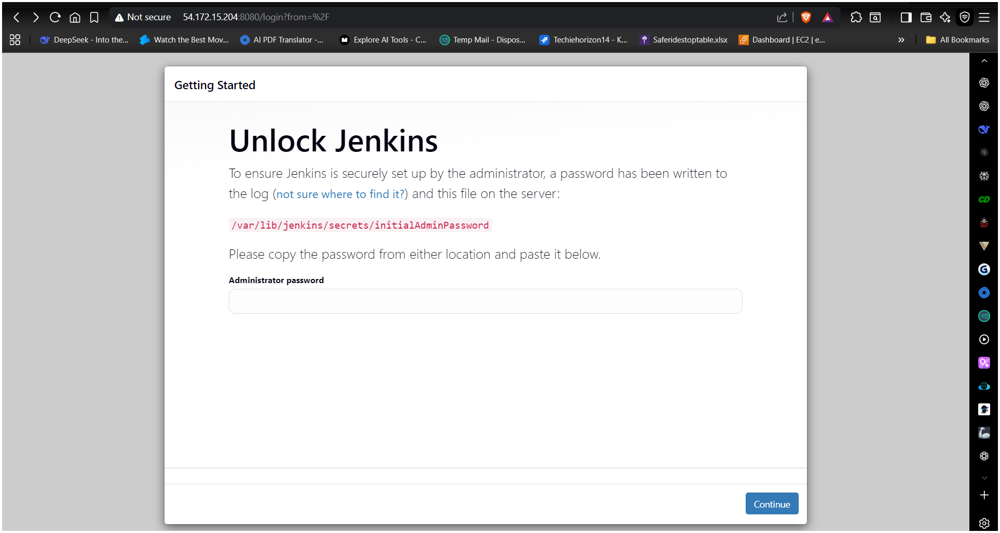 Not secure 54.172.15.204:8080/login?from=%2F
DeepSeek - Into the... Watch the Best Mov... AI PDF Translator -... Explore AI Tools - C... Temp Mail - Dispos... Techiehorizon14 - K... Saferidestoptable.xlsx Dashboard | EC2 | e... » All Bookmarks
Getting Started
Unlock Jenkins
To ensure Jenkins is securely set up by the administrator, a password has been written to
the log (not sure where to find it?) and this file on the server:
/var/lib/jenkins/secrets/initialAdminPassword
Please copy the password from either location and paste it below.
Administrator password
Continue
CD